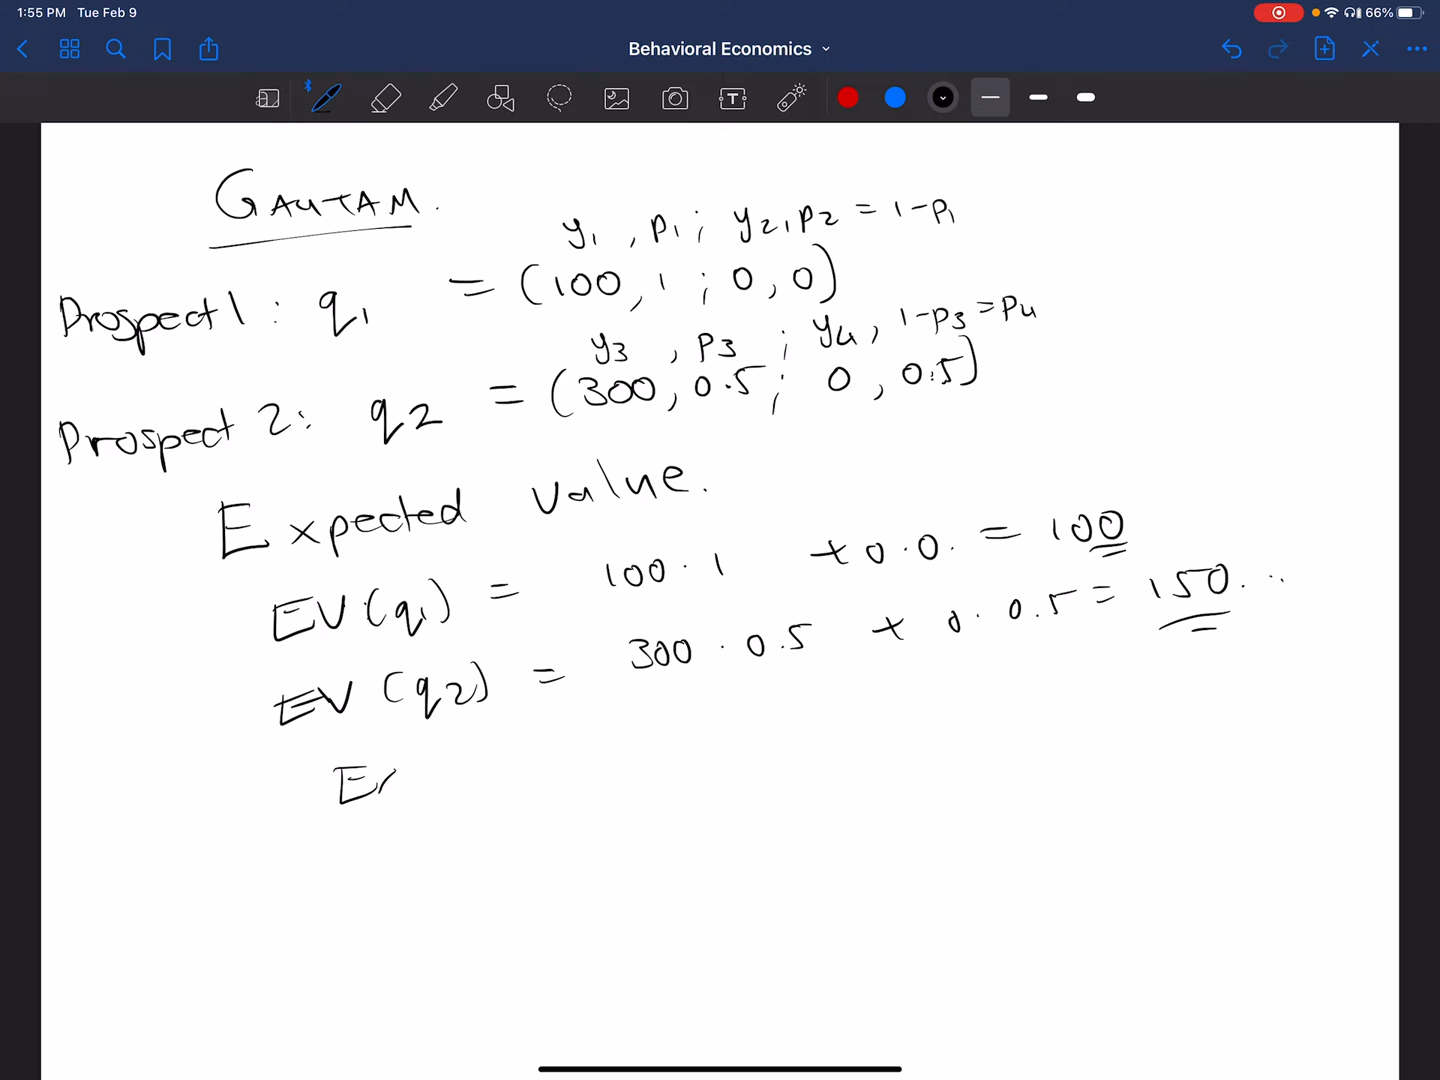 1:55 PM Tue Feb 9
66%
Behavioral Economics
GAUTAM.
y₁ , p₁ ; y₂, p₂ = 1-p₁
Prospect 1 : q₁ = (100, 1 ; 0, 0)
y₃ , p₃ ; y₄, 1-p₃ = p₄
Prospect 2: q₂ = (300, 0.5 ; 0, 0.5)
Expected value.
EV(q₁) = 100 · 1 + 0 · 0. = 100
EV(q₂) = 300 · 0.5 + 0 · 0.5 = 150...